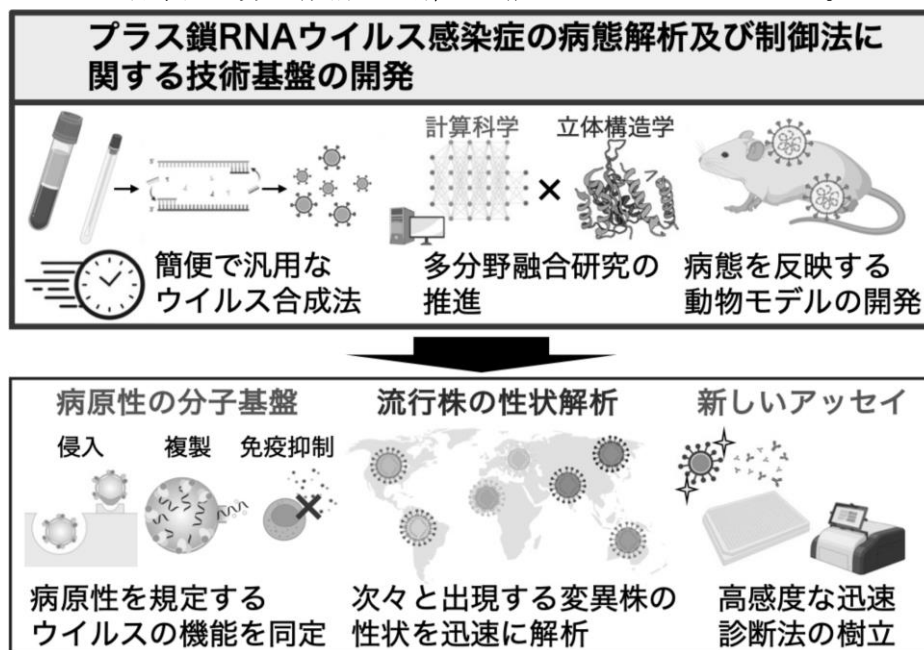 プラス鎖RNAウイルス感染症の病態解析及び制御法に
関する技術基盤の開発
計算科学
立体構造学
×
簡便で汎用な
ウイルス合成法
多分野融合研究の
推進
病態を反映する
動物モデルの開発
病原性の分子基盤
侵入
複製
免疫抑制
病原性を規定する
ウイルスの機能を同定
流行株の性状解析
次々と出現する変異株の
性状を迅速に解析
新しいアッセイ
高感度な迅速
診断法の樹立